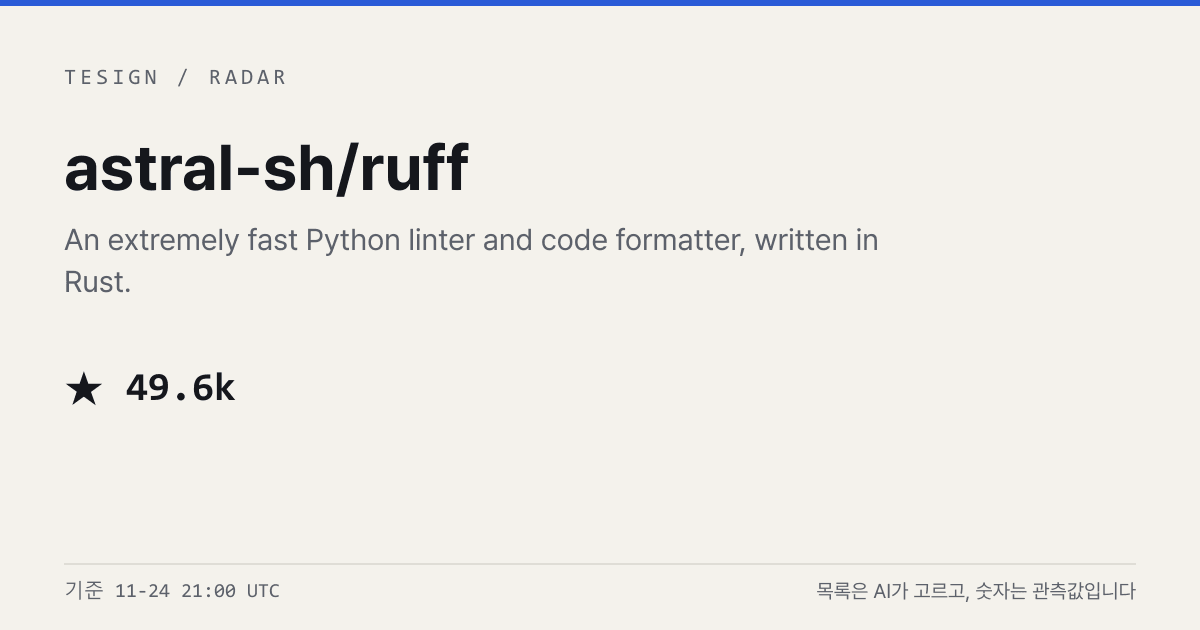 TESIGN / RADAR
astral-sh/ruff
An extremely fast Python linter and code formatter, written in
Rust.
★ 49.6k
기준 11-24 21:00 UTC
목록은 AI가 고르고, 숫자는 관측값입니다